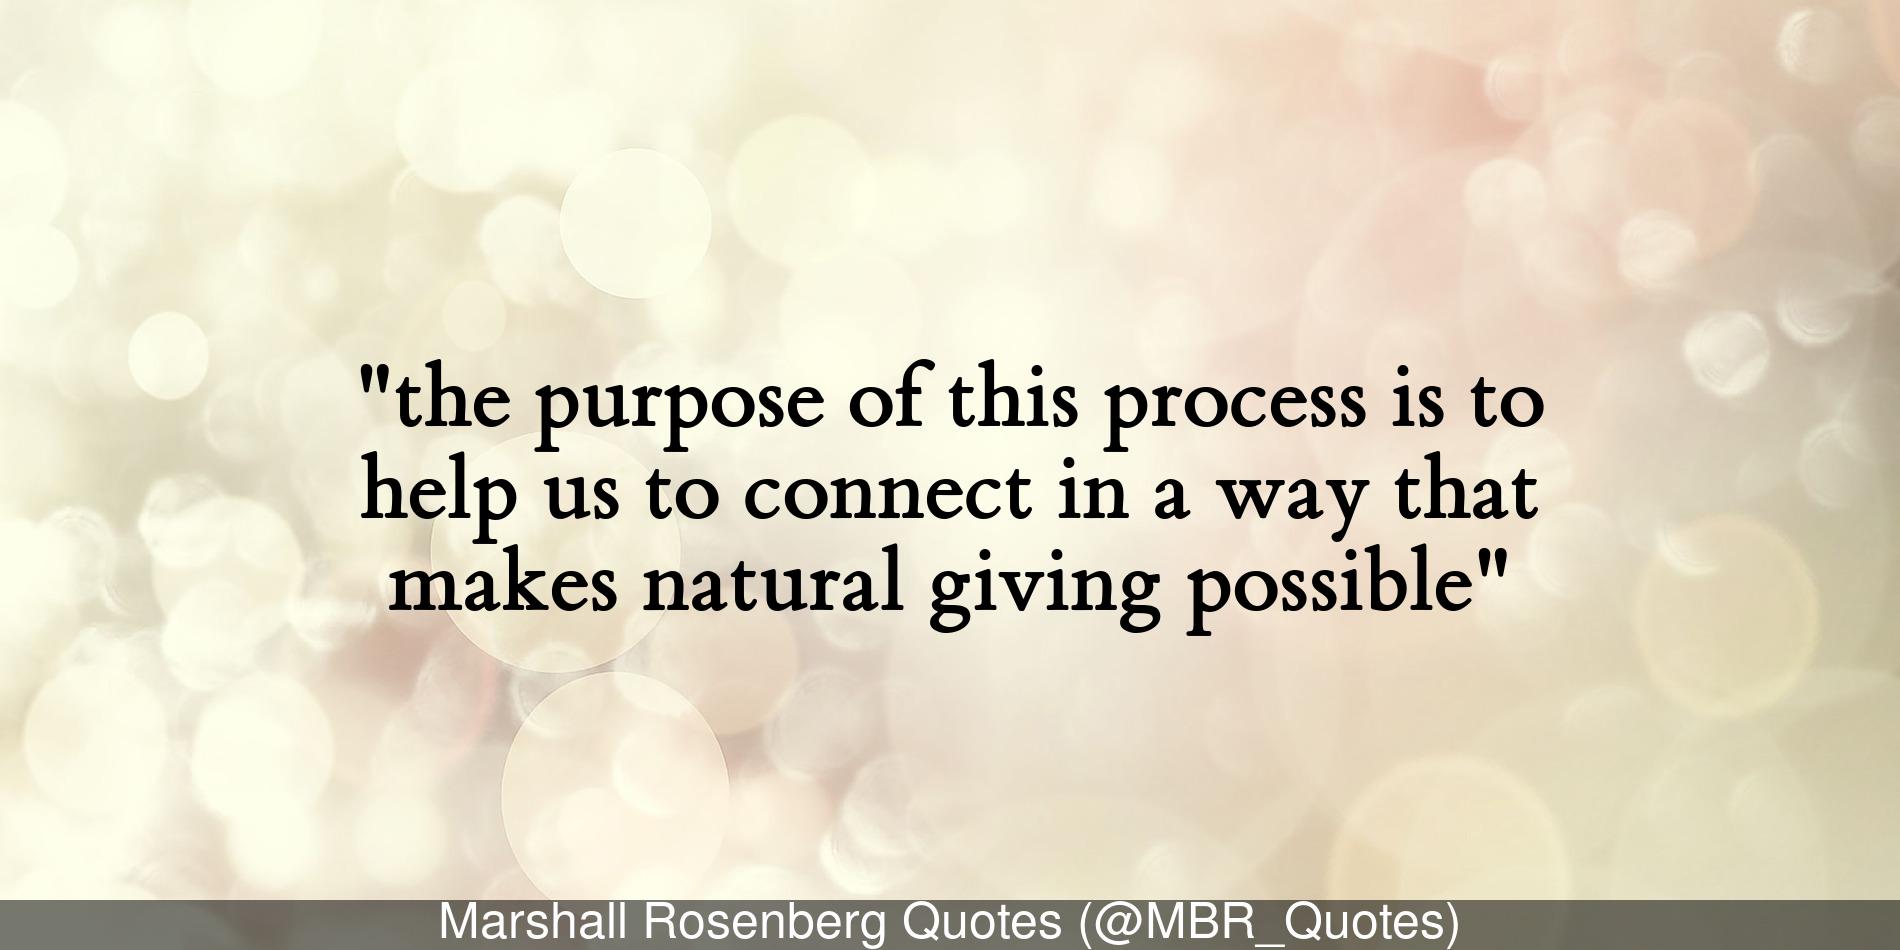 "the purpose of this process is to
help us to connect in a way that
makes natural giving possible"
Marshall Rosenberg Quotes (@MBR_Quotes)